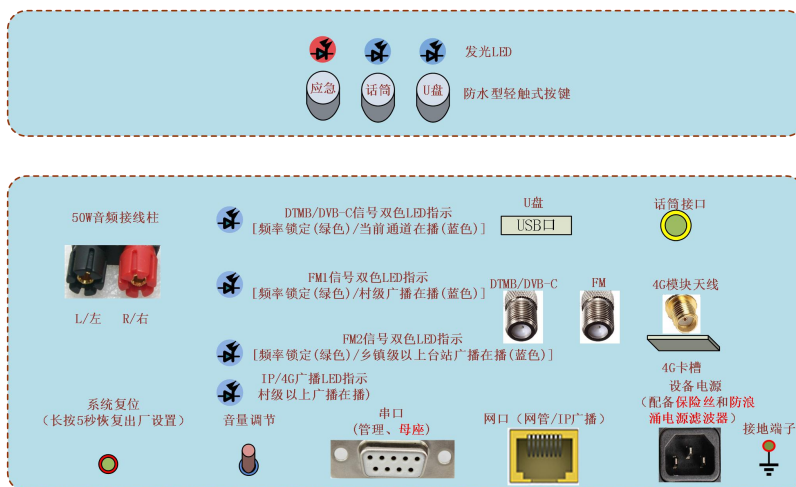 发光LED
应急
话筒
U盘
防水型轻触式按键
50W音频接线柱
L/左
R/右
DTMB/DVB-C信号双色LED指示
[频率锁定(绿色)/当前通道在播(蓝色)]
FM1信号双色LED指示
[频率锁定(绿色)/村级广播在播(蓝色)]
FM2信号双色LED指示
[频率锁定(绿色)/乡镇级以上台站广播在播(蓝色)]
IP/4G广播LED指示
村级以上广播在播)
U盘
USB口
话筒接口
DTMB/DVB-C
FM
4G模块天线
4G卡槽
系统复位
（长按5秒恢复出厂设置）
音量调节
串口
(管理、母座)
网口（网管/IP广播）
设备电源
（配备保险丝和防浪
涌电源滤波器）
接地端子